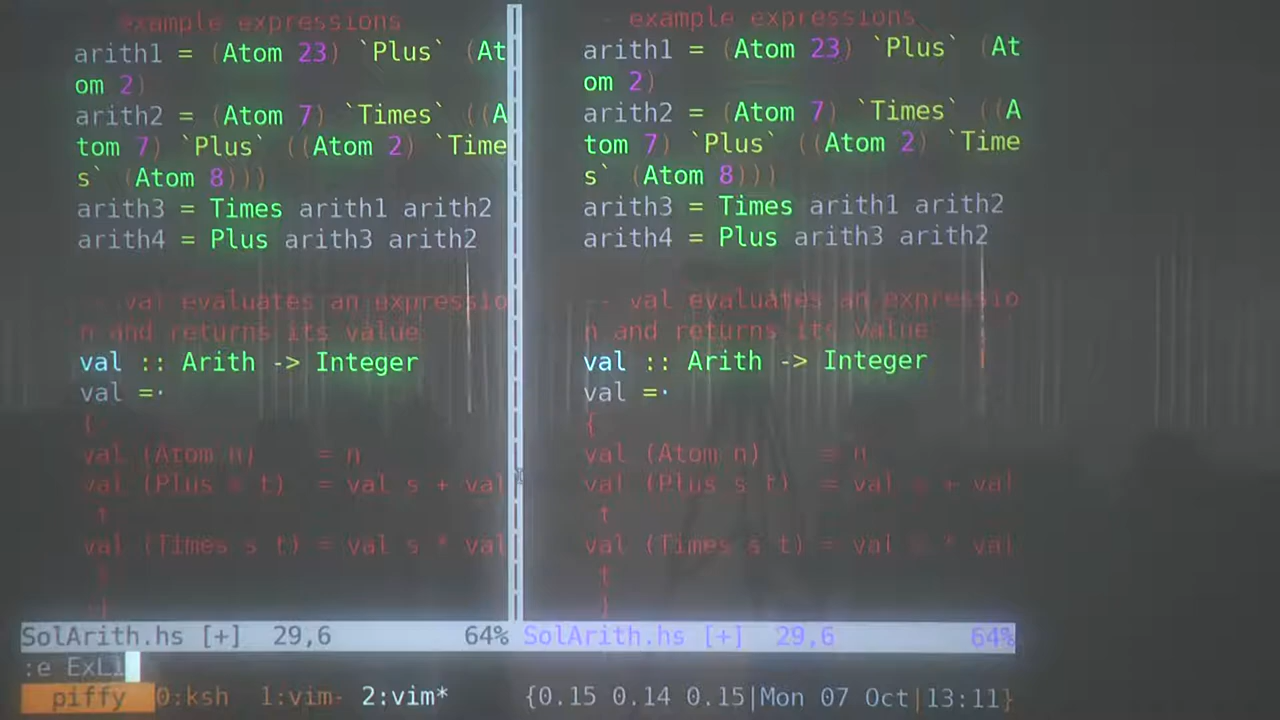 example expressions
arith1 = (Atom 23) `Plus` (At
om 2)
arith2 = (Atom 7) `Times` ((A
tom 7) `Plus` ((Atom 2) `Time
s` (Atom 8)))
arith3 = Times arith1 arith2
arith4 = Plus arith3 arith2
-- val evaluates an expressio
n and returns its value
val :: Arith -> Integer
val =·
{
val (Atom n) = n
val (Plus s t) = val s + val
t
val (Times s t) = val s * val
t
-}
SolArith.hs [+] 29,6 64%
-- example expressions
arith1 = (Atom 23) `Plus` (At
om 2)
arith2 = (Atom 7) `Times` ((A
tom 7) `Plus` ((Atom 2) `Time
s` (Atom 8)))
arith3 = Times arith1 arith2
arith4 = Plus arith3 arith2
-- val evaluates an expressio
n and returns its value
val :: Arith -> Integer
val =·
{
val (Atom n) = n
val (Plus s t) = val s + val
t
val (Times s t) = val s * val
t
}
SolArith.hs [+] 29,6 64%
:e ExLi
piffy 0:ksh 1:vim- 2:vim* {0.15 0.14 0.15|Mon 07 Oct|13:11}